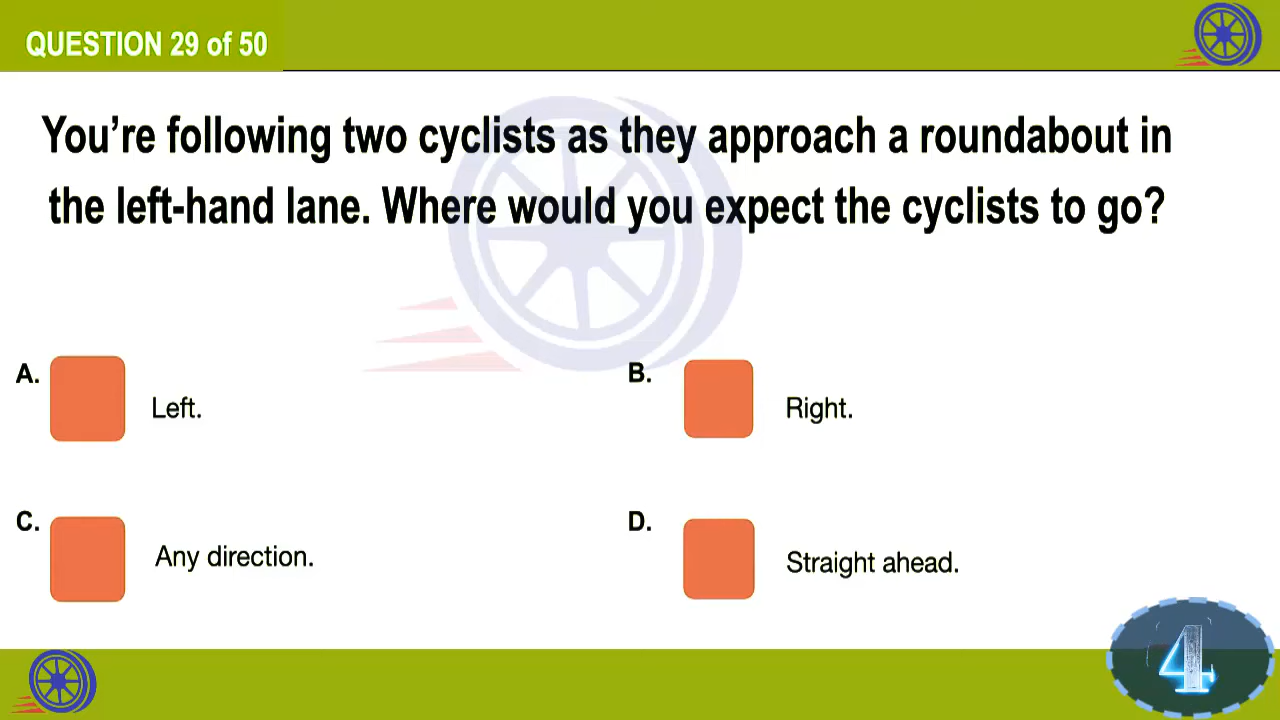 QUESTION 29 of 50
You're following two cyclists as they approach a roundabout in
the left-hand lane. Where would you expect the cyclists to go?
A. Left.
B. Right.
C. Any direction.
D. Straight ahead.
4